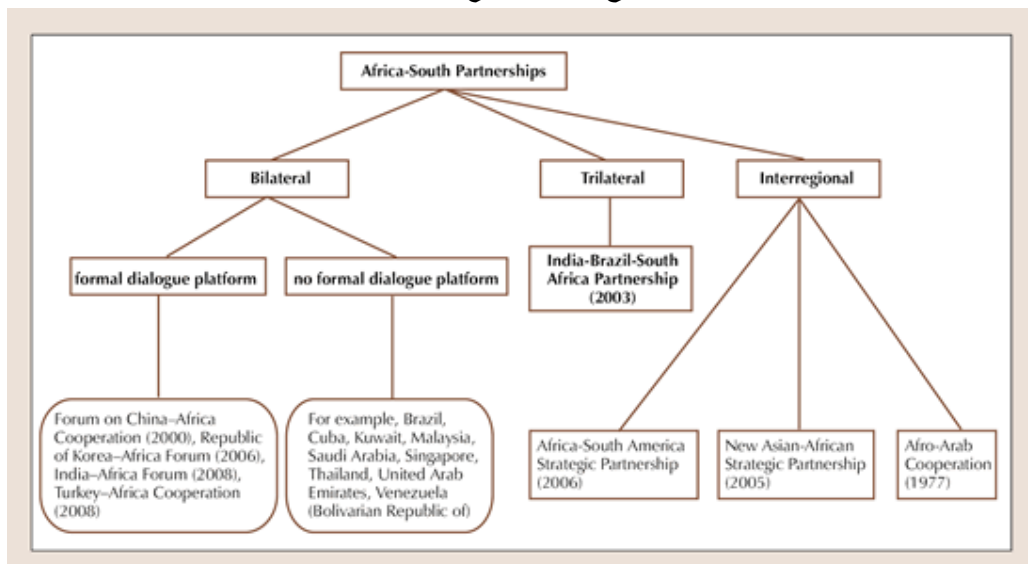 Africa-South Partnerships
Bilateral
Trilateral
Interregional
formal dialogue platform
no formal dialogue platform
India-Brazil-South
Africa Partnership
(2003)
Forum on China–Africa
Cooperation (2000), Republic
of Korea–Africa Forum (2006),
India–Africa Forum (2008),
Turkey–Africa Cooperation
(2008)
For example, Brazil,
Cuba, Kuwait, Malaysia,
Saudi Arabia, Singapore,
Thailand, United Arab
Emirates, Venezuela
(Bolivarian Republic of)
Africa-South America
Strategic Partnership
(2006)
New Asian-African
Strategic Partnership
(2005)
Afro-Arab
Cooperation
(1977)